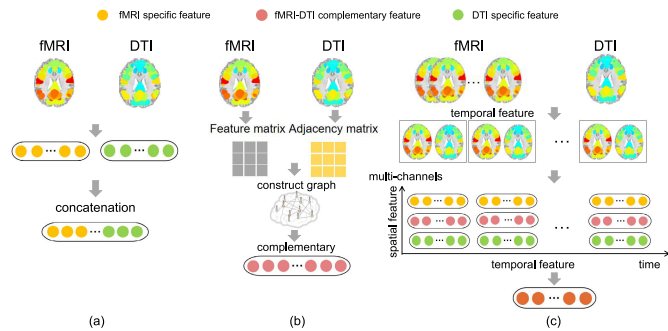 fMRI specific feature fMRI-DTI complementary feature DTI specific feature
fMRI DTI
concatenation
(a)
fMRI DTI
Feature matrix Adjacency matrix
construct graph
complementary
(b)
fMRI DTI
temporal feature
multi-channels
spatial feature
temporal feature time
(c)